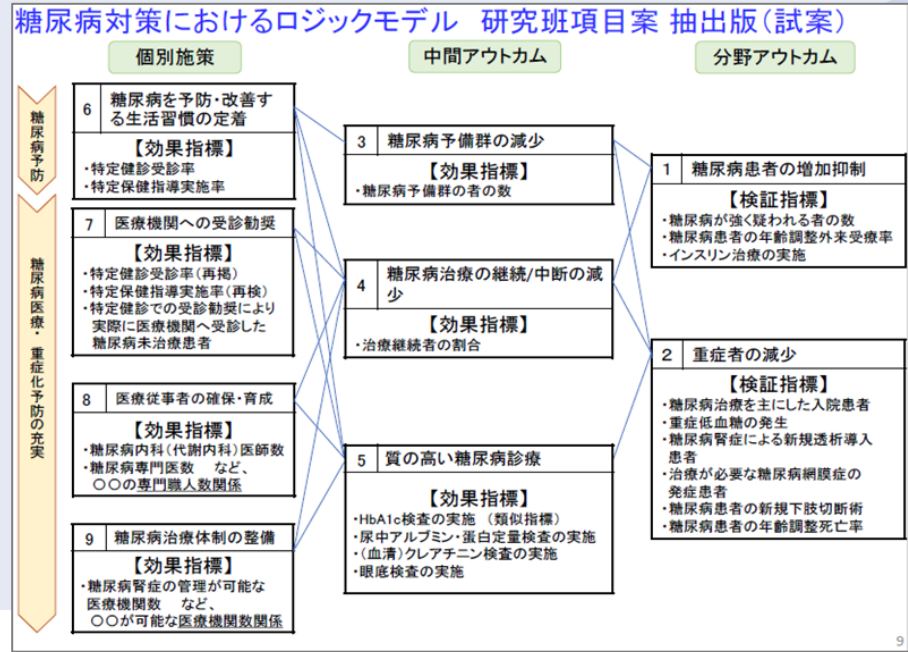 糖尿病対策におけるロジックモデル 研究班項目案 抽出版(試案)
個別施策
中間アウトカム
分野アウトカム
糖尿病予防
糖尿病医療・重症化予防の充実
6 糖尿病を予防・改善す
る生活習慣の定着
【効果指標】
・特定健診受診率
・特定保健指導実施率
7 医療機関への受診勧奨
【効果指標】
・特定健診受診率(再掲)
・特定保健指導実施率(再検)
・特定健診での受診勧奨により
実際に医療機関へ受診した
糖尿病未治療患者
8 医療従事者の確保・育成
【効果指標】
・糖尿病内科(代謝内科)医師数
・糖尿病専門医数 など、
〇〇の専門職人数関係
9 糖尿病治療体制の整備
【効果指標】
・糖尿病腎症の管理が可能な
医療機関数 など、
〇〇が可能な医療機関数関係
3 糖尿病予備群の減少
【効果指標】
・糖尿病予備群の者の数
4 糖尿病治療の継続/中断の減
少
【効果指標】
・治療継続者の割合
5 質の高い糖尿病診療
【効果指標】
・HbA1c検査の実施 (類似指標)
・尿中アルブミン・蛋白定量検査の実施
・(血清)クレアチニン検査の実施
・眼底検査の実施
1 糖尿病患者の増加抑制
【検証指標】
・糖尿病が強く疑われる者の数
・糖尿病患者の年齢調整外来受療率
・インスリン治療の実施
2 重症者の減少
【検証指標】
・糖尿病治療を主にした入院患者
・重症低血糖の発生
・糖尿病腎症による新規透析導入
患者
・治療が必要な糖尿病網膜症の
発症患者
・糖尿病患者の新規下肢切断術
・糖尿病患者の年齢調整死亡率
9